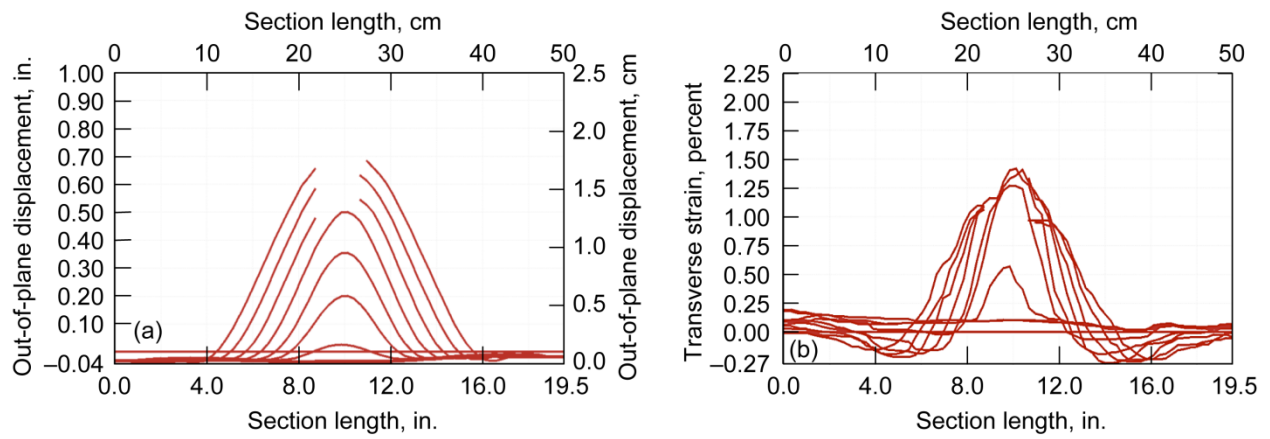 Section length, cm
0 10 20 30 40 50
Out-of-plane displacement, in.
1.00
0.90
0.80
0.70
0.60
0.50
0.40
0.30
0.20
0.10
–0.04
2.5
2.0
1.5
1.0
0.5
0.0
Out-of-plane displacement, cm
(a)
0.0 4.0 8.0 12.0 16.0 19.5
Section length, in.
Section length, cm
0 10 20 30 40 50
Transverse strain, percent
2.25
2.00
1.75
1.50
1.25
1.00
0.75
0.50
0.25
0.00
–0.27
(b)
0.0 4.0 8.0 12.0 16.0 19.5
Section length, in.